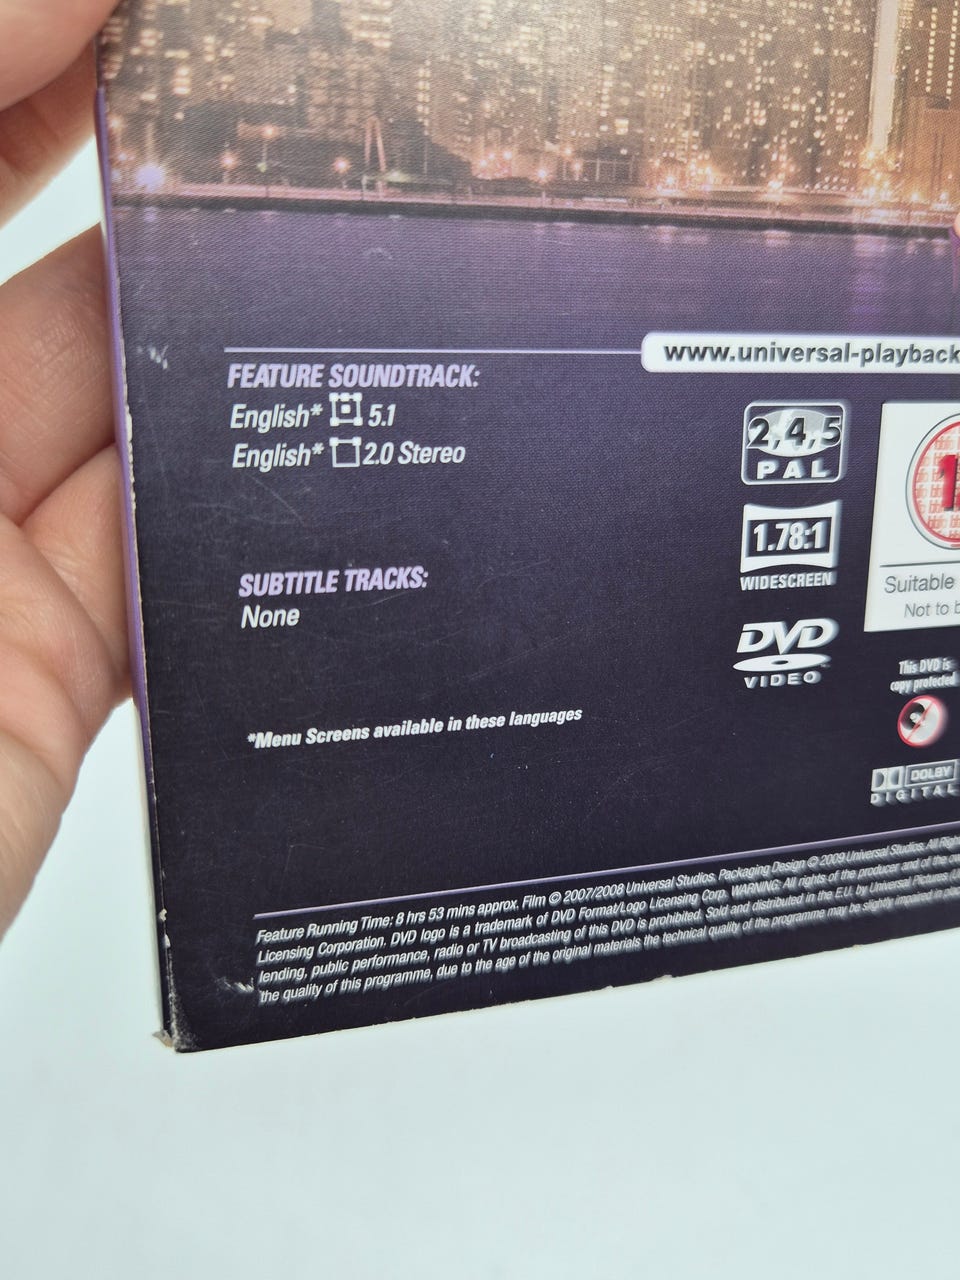 www.universal-playback
FEATURE SOUNDTRACK:
English* 5.1
English* 2.0 Stereo
2,4,5
PAL
1.78:1
WIDESCREEN
SUBTITLE TRACKS:
None
Suitable
Not to b
DVD
VIDEO
This DVD is
copy protected
*Menu Screens available in these languages
DOLBY
DIGITAL
Feature Running Time: 8 hrs 53 mins approx. Film © 2007/2008 Universal Studios. Packaging Design © 2009 Universal Studios. All Righ
Licensing Corporation. DVD logo is a trademark of DVD Format/Logo Licensing Corp. WARNING: All rights of the producer and of the
lending, public performance, radio or TV broadcasting of this DVD is prohibited. Sold and distributed in the E.U. by Universal Pictures
the quality of this programme, due to the age of the original materials the technical quality of the programme may be slightly impaired in